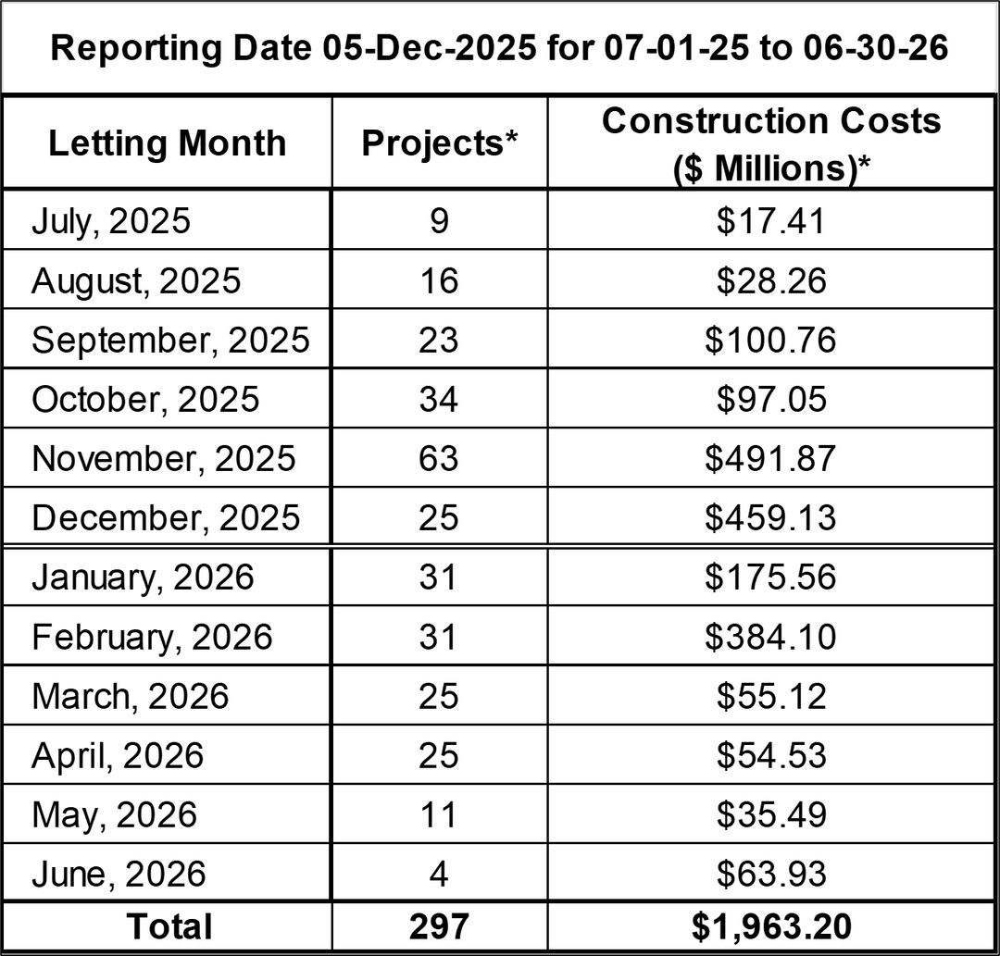 Reporting Date 05-Dec-2025 for 07-01-25 to 06-30-26
Letting Month Projects* Construction Costs
($ Millions)*
July, 2025 9 $17.41
August, 2025 16 $28.26
September, 2025 23 $100.76
October, 2025 34 $97.05
November, 2025 63 $491.87
December, 2025 25 $459.13
January, 2026 31 $175.56
February, 2026 31 $384.10
March, 2026 25 $55.12
April, 2026 25 $54.53
May, 2026 11 $35.49
June, 2026 4 $63.93
Total 297 $1,963.20